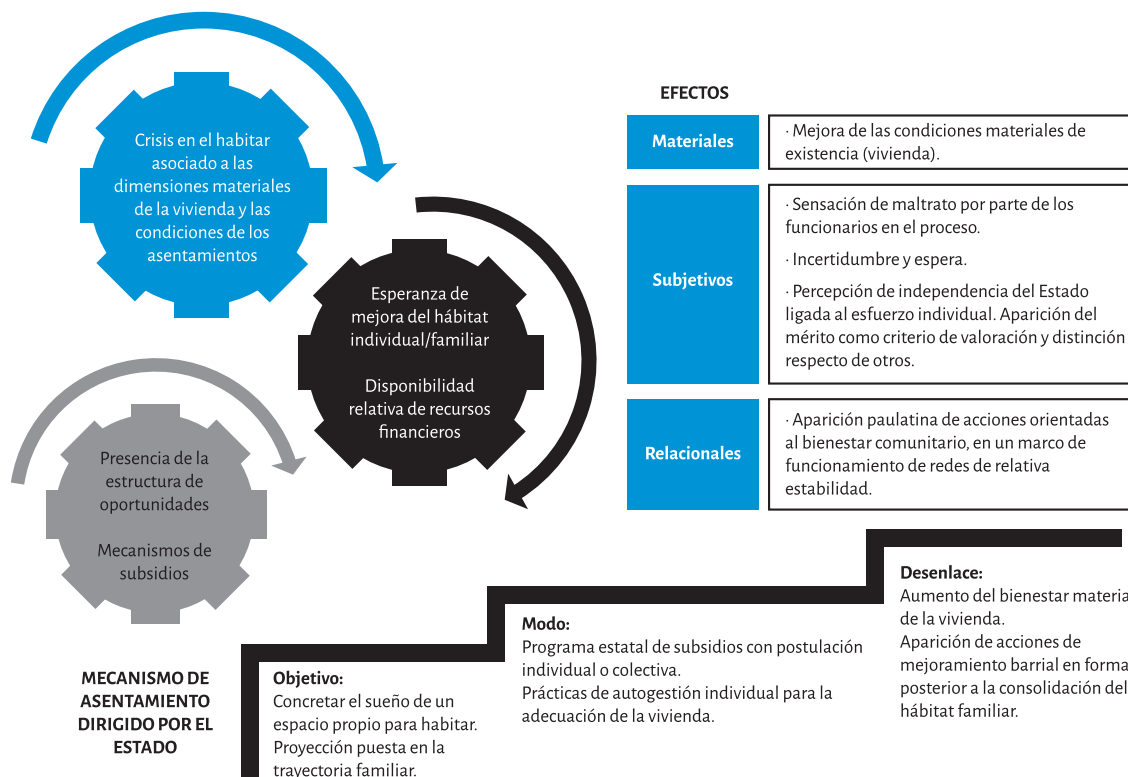 Crisis en el habitar
asociado a las
dimensiones materiales
de la vivienda y las
condiciones de los
asentamientos
Esperanza de
mejora del hábitat
individual/familiar
Disponibilidad
relativa de recursos
financieros
Presencia de la
estructura de
oportunidades
Mecanismos de
subsidios
EFECTOS
Materiales
· Mejora de las condiciones materiales de
existencia (vivienda).
Subjetivos
· Sensación de maltrato por parte de los
funcionarios en el proceso.
· Incertidumbre y espera.
· Percepción de independencia del Estado
ligada al esfuerzo individual. Aparición del
mérito como criterio de valoración y distinción
respecto de otros.
Relacionales
· Aparición paulatina de acciones orientadas
al bienestar comunitario, en un marco de
funcionamiento de redes de relativa
estabilidad.
MECANISMO DE
ASENTAMIENTO
DIRIGIDO POR EL
ESTADO
Objetivo:
Concretar el sueño de un
espacio propio para habitar.
Proyección puesta en la
trayectoria familiar.
Modo:
Programa estatal de subsidios con postulación
individual o colectiva.
Prácticas de autogestión individual para la
adecuación de la vivienda.
Desenlace:
Aumento del bienestar materia
de la vivienda.
Aparición de acciones de
mejoramiento barrial en forma
posterior a la consolidación del
hábitat familiar.